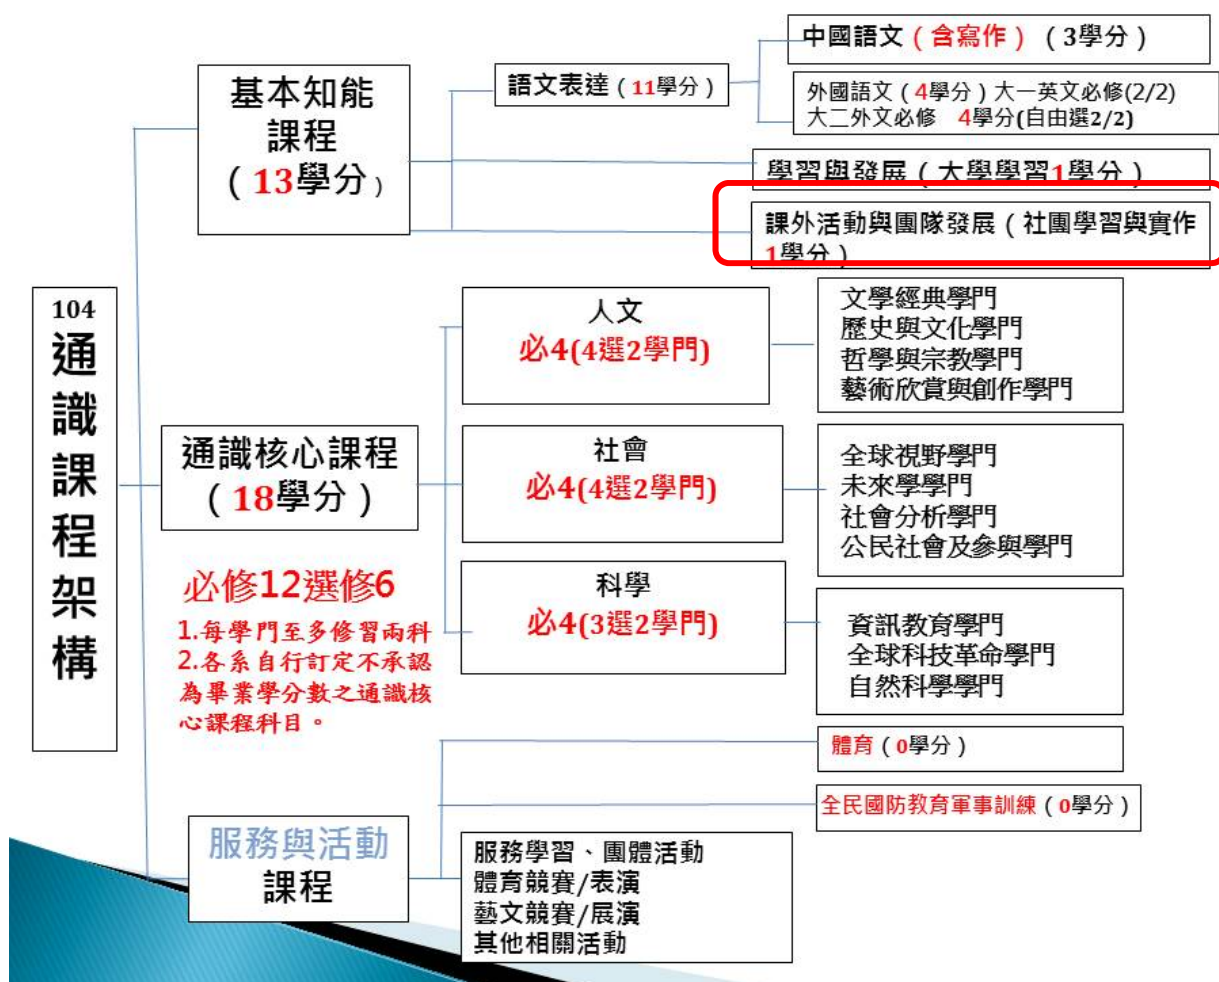 104
通
識
課
程
架
構
基本知能
課程
（13學分）
語文表達（11學分）
中國語文（含寫作）（3學分）
外國語文（4學分）大一英文必修(2/2)
大二外文必修 4學分(自由選2/2)
學習與發展（大學學習1學分）
課外活動與團隊發展（社團學習與實作
1學分）
通識核心課程
（18學分）
必修12選修6
1.每學門至多修習兩科
2.各系自行訂定不承認
為畢業學分數之通識核
心課程科目。
人文
必4(4選2學門)
文學經典學門
歷史與文化學門
哲學與宗教學門
藝術欣賞與創作學門
社會
必4(4選2學門)
全球視野學門
未來學學門
社會分析學門
公民社會及參與學門
科學
必4(3選2學門)
資訊教育學門
全球科技革命學門
自然科學學門
服務與活動
課程
體育（0學分）
全民國防教育軍事訓練（0學分）
服務學習、團體活動
體育競賽/表演
藝文競賽/展演
其他相關活動